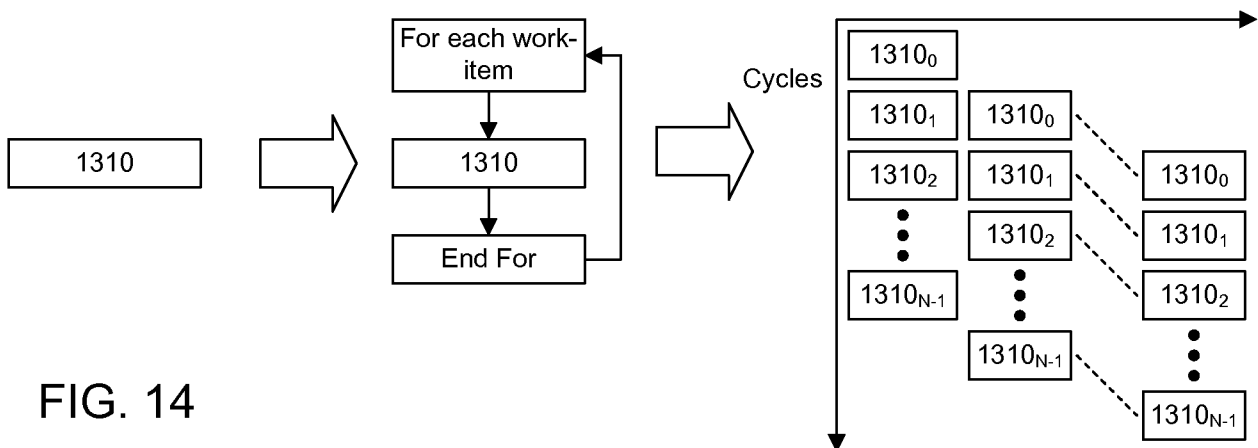 1310
For each work-
item
1310
End For
Cycles
1310₀
1310₁ 1310₀
1310₂ 1310₁ 1310₀
1310₂ 1310₁
1310N-1 1310₂
1310N-1
1310N-1
FIG. 14